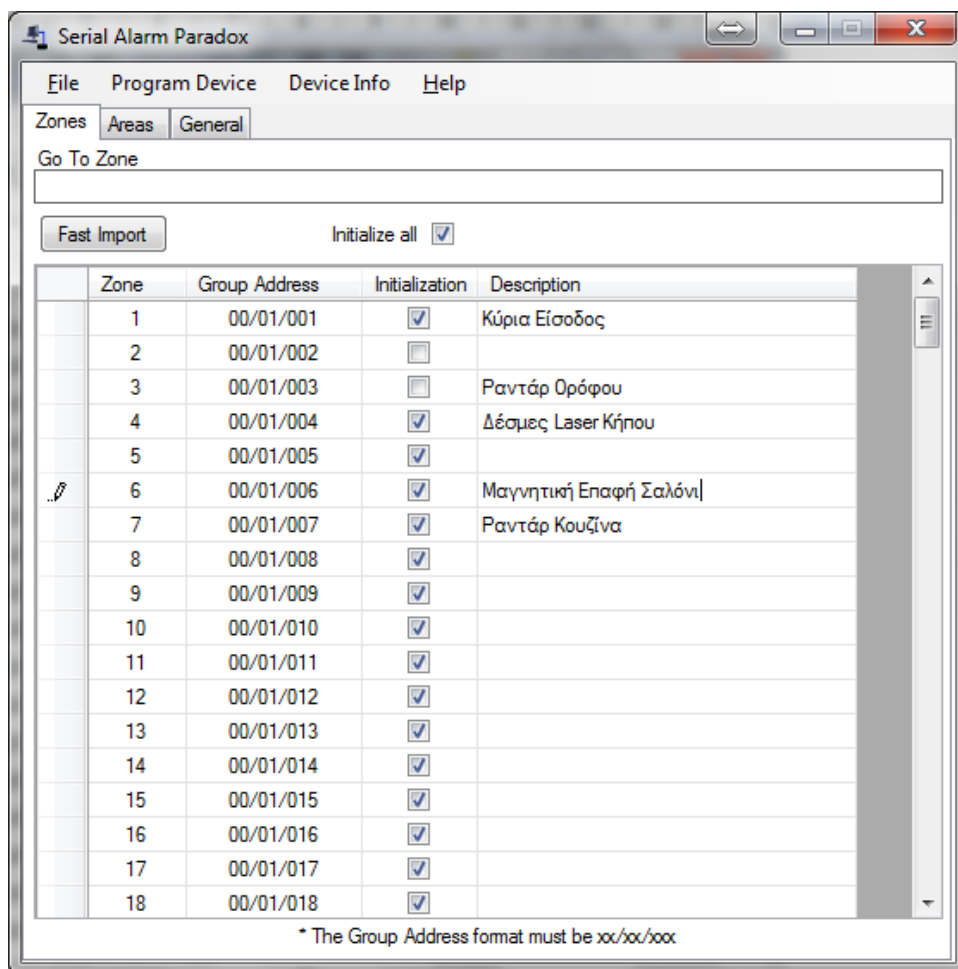 Serial Alarm Paradox
File Program Device Device Info Help
Zones Areas General
Go To Zone
Fast Import Initialize all
Zone Group Address Initialization Description
1 00/01/001 Κύρια Είσοδος
2 00/01/002
3 00/01/003 Ραντάρ Ορόφου
4 00/01/004 Δέσμες Laser Κήπου
5 00/01/005
6 00/01/006 Μαγνητική Επαφή Σαλόνι
7 00/01/007 Ραντάρ Κουζίνα
8 00/01/008
9 00/01/009
10 00/01/010
11 00/01/011
12 00/01/012
13 00/01/013
14 00/01/014
15 00/01/015
16 00/01/016
17 00/01/017
18 00/01/018
* The Group Address format must be xx/xx/xxx